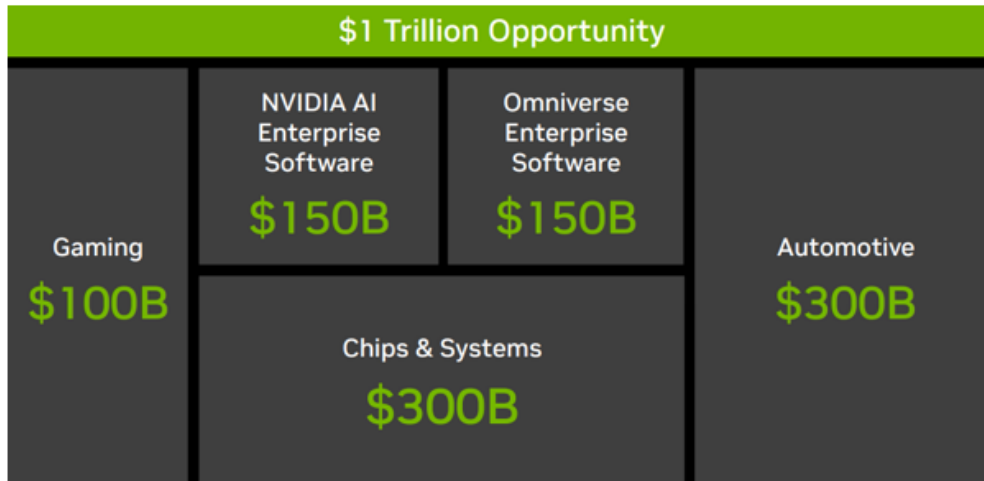 $1 Trillion Opportunity
Gaming
$100B
NVIDIA AI
Enterprise
Software
$150B
Omniverse
Enterprise
Software
$150B
Chips & Systems
$300B
Automotive
$300B